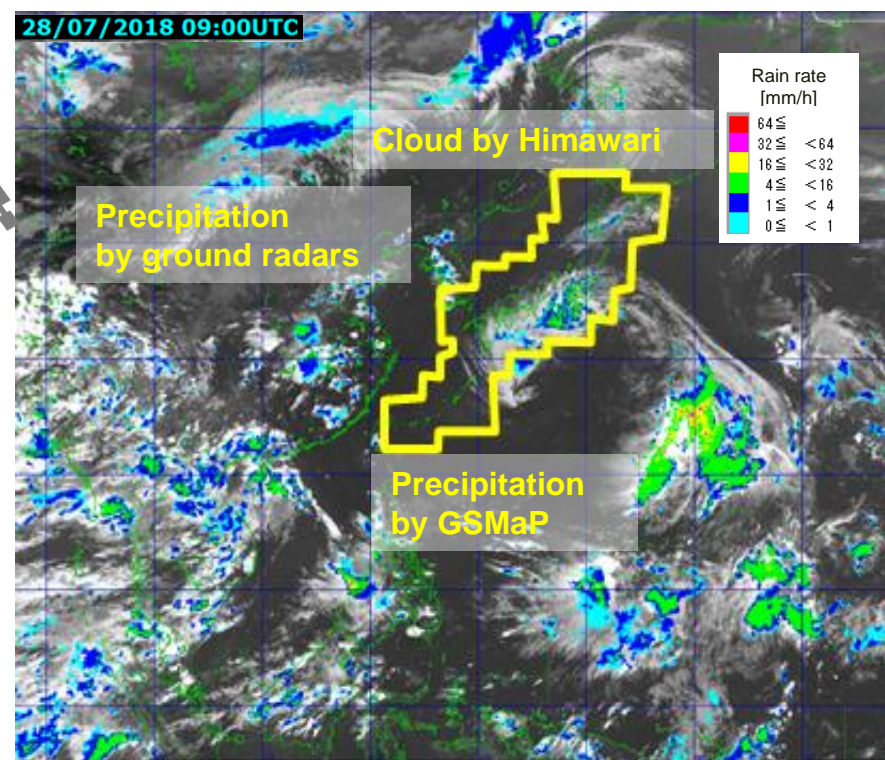 28/07/2018 09:00UTC
Rain rate
[mm/h]
64≦
32≦ <64
16≦ <32
4≦ <16
1≦ < 4
0≦ < 1
Cloud by Himawari
Precipitation
by ground radars
Precipitation
by GSMaP